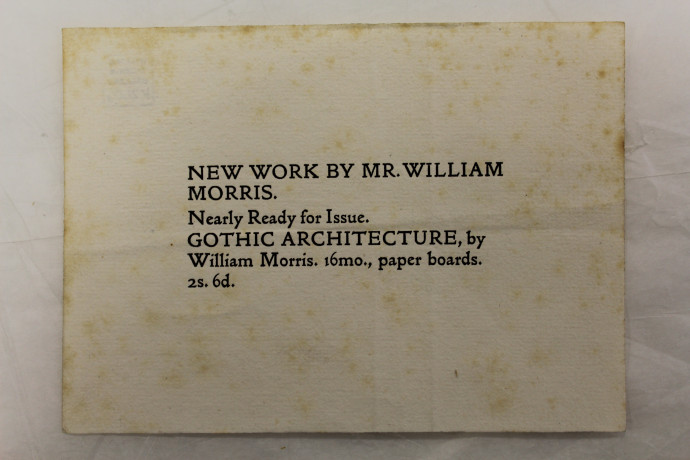 NEW WORK BY MR. WILLIAM
MORRIS.
Nearly Ready for Issue.
GOTHIC ARCHITECTURE, by
William Morris. 16mo., paper boards.
2s. 6d.